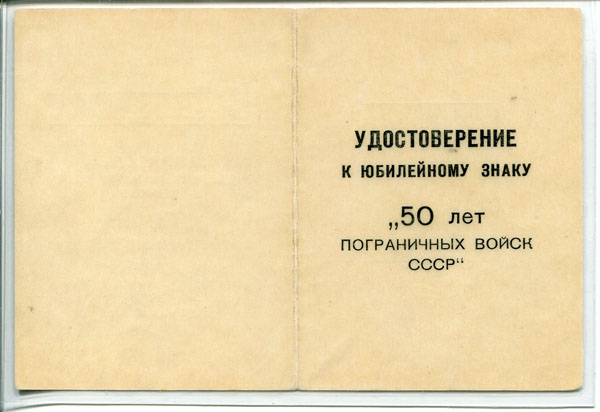 УДОСТОВЕРЕНИЕ
К ЮБИЛЕЙНОМУ ЗНАКУ
„50 лет
ПОГРАНИЧНЫХ ВОЙСК
СССР“